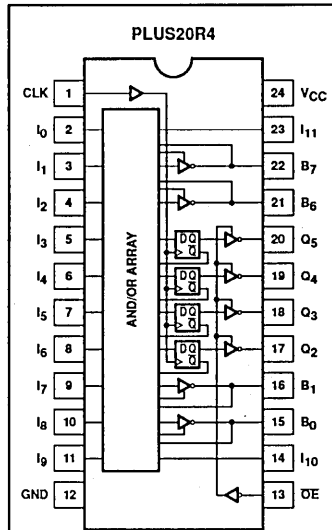 PLUS20R4
CLK 1 24 VCC
I0 2 23 I11
I1 3 22 B7
I2 4 21 B6
I3 5 D Q Q̅ 20 Q5
I4 6 D Q Q̅ 19 Q4
I5 7 D Q Q̅ 18 Q3
I6 8 D Q Q̅ 17 Q2
I7 9 16 B1
I8 10 15 B0
I9 11 14 I10
GND 12 13 O̅E̅
AND/OR ARRAY